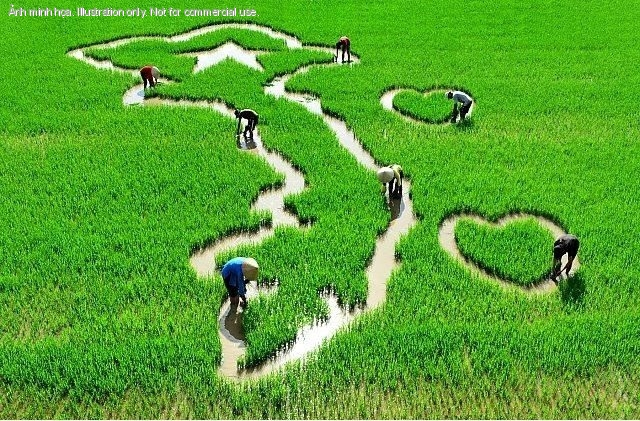 Ảnh minh họa. Illustration only. Not for commercial use